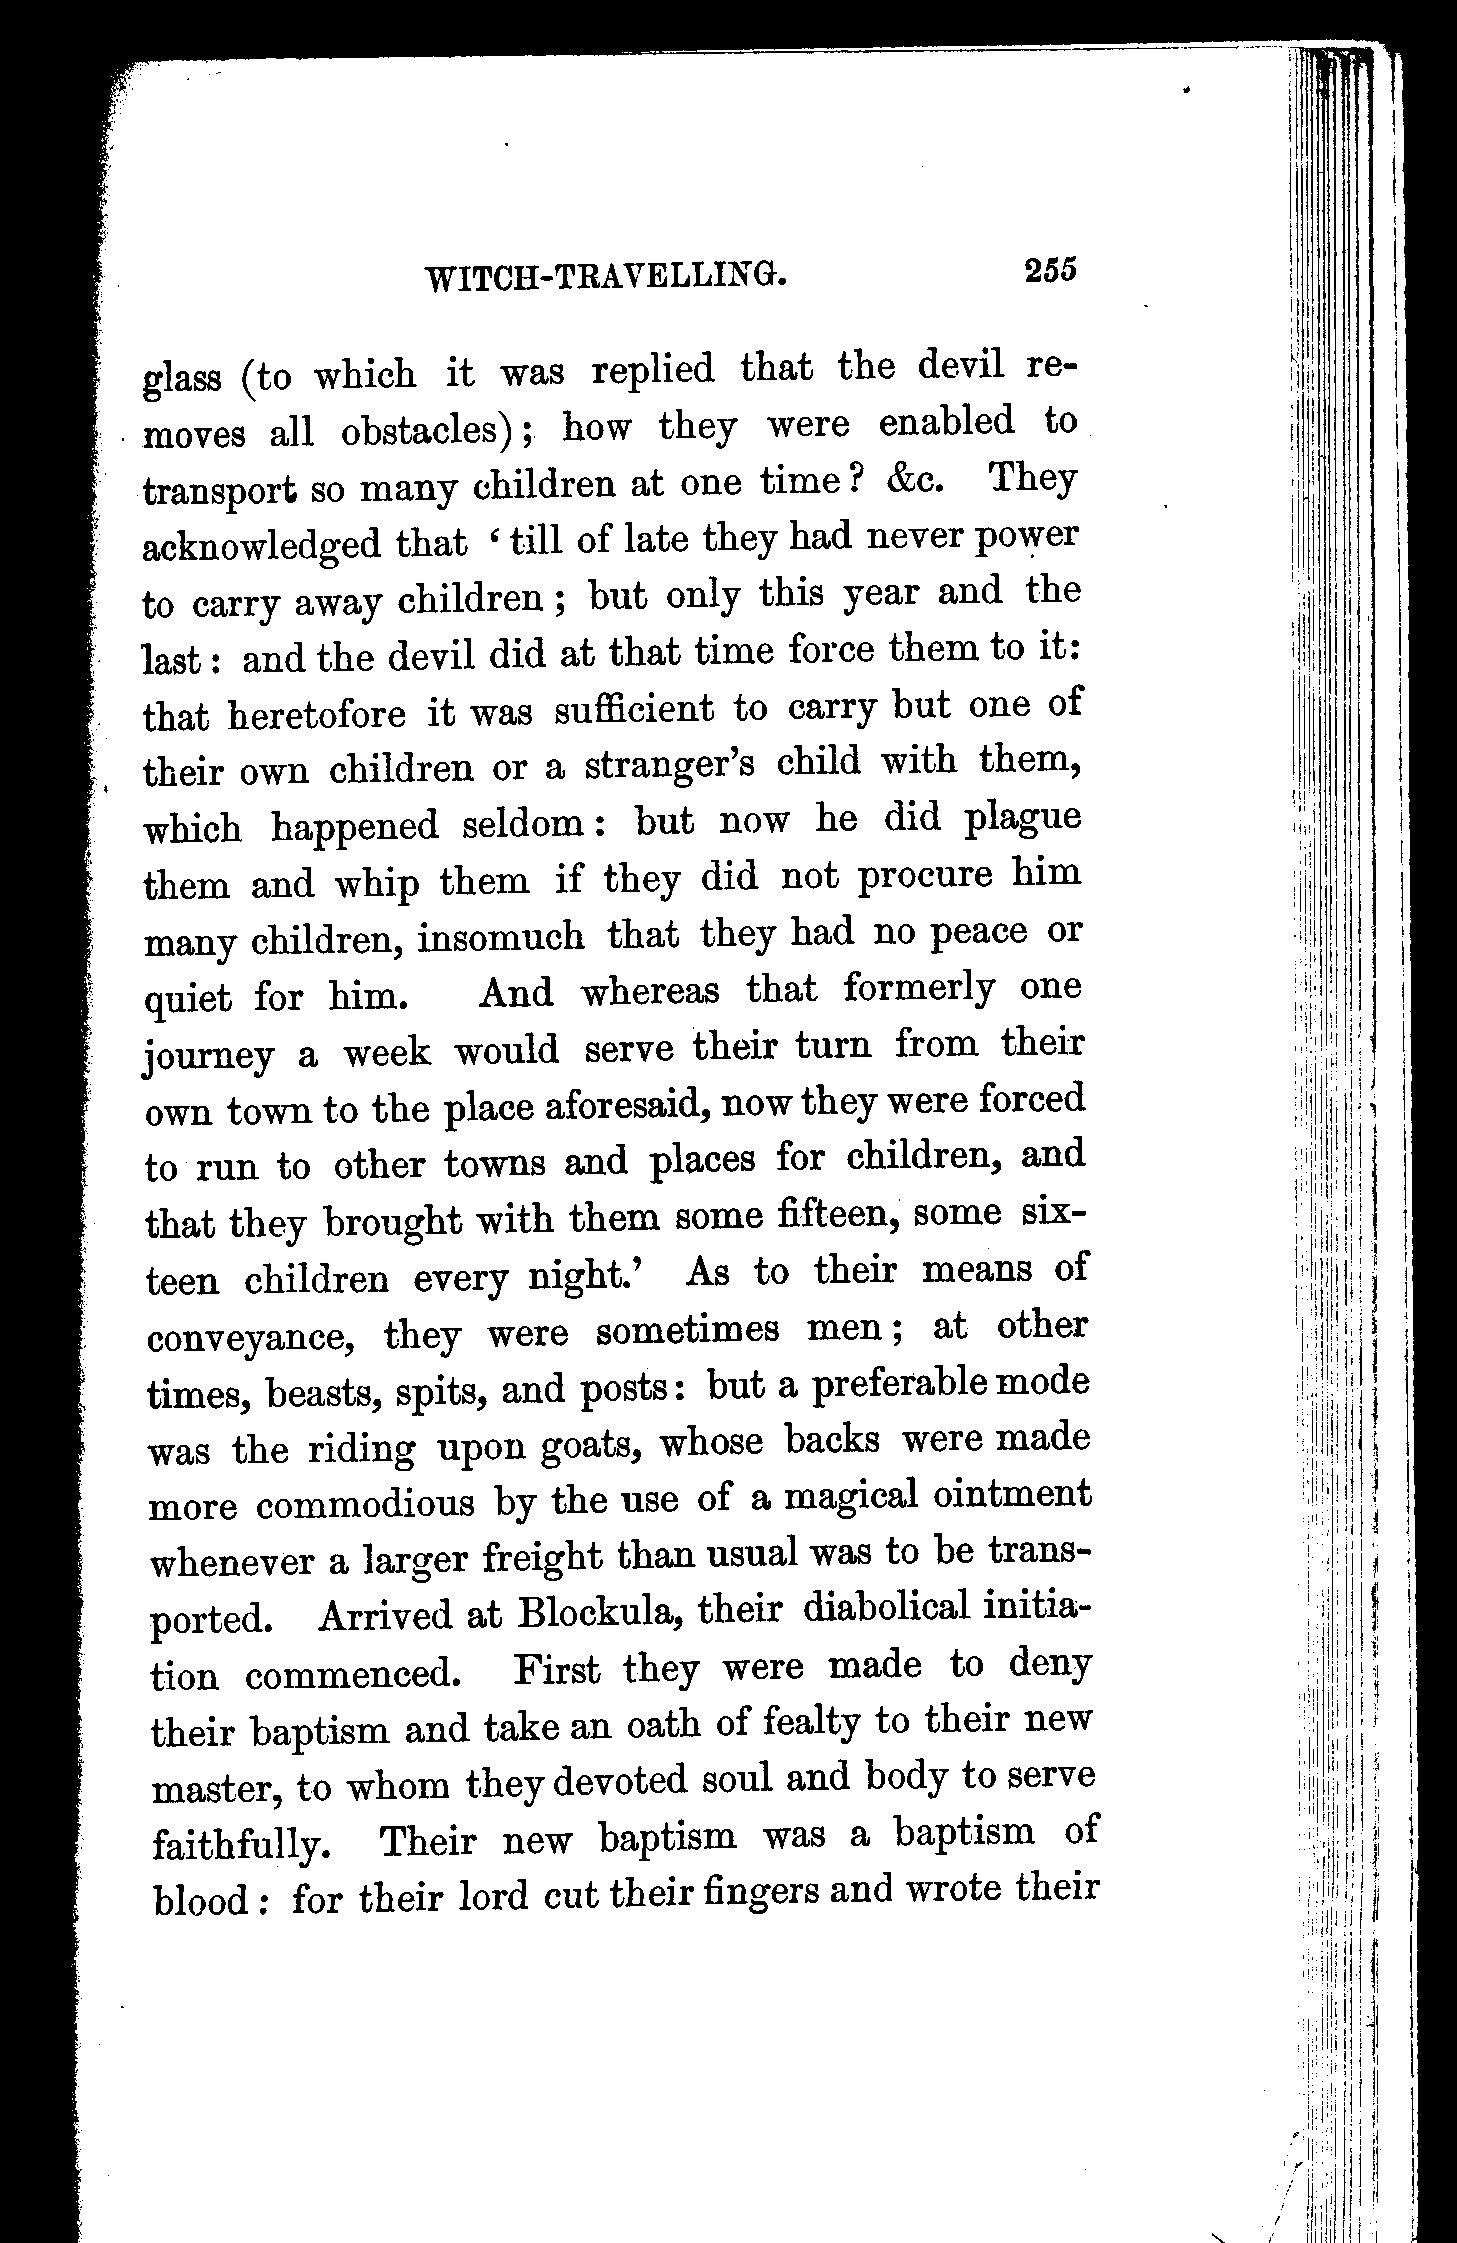 WITCH-TRAVELLING. 255
glass (to which it was replied that the devil re-
moves all obstacles); how they were enabled to
transport so many children at one time? &c. They
acknowledged that ‘till of late they had never power
to carry away children; but only this year and the
last: and the devil did at that time force them to it:
that heretofore it was sufficient to carry but one of
their own children or a stranger’s child with them,
which happened seldom: but now he did plague
them and whip them if they did not procure him
many children, insomuch that they had no peace or
quiet for him. And whereas that formerly one
journey a week would serve their turn from their
own town to the place aforesaid, now they were forced
to run to other towns and places for children, and
that they brought with them some fifteen, some six-
teen children every night.’ As to their means of
conveyance, they were sometimes men; at other
times, beasts, spits, and posts: but a preferable mode
was the riding upon goats, whose backs were made
more commodious by the use of a magical ointment
whenever a larger freight than usual was to be trans-
ported. Arrived at Blockula, their diabolical initia-
tion commenced. First they were made to deny
their baptism and take an oath of fealty to their new
master, to whom they devoted soul and body to serve
faithfully. Their new baptism was a baptism of
blood: for their lord cut their fingers and wrote their